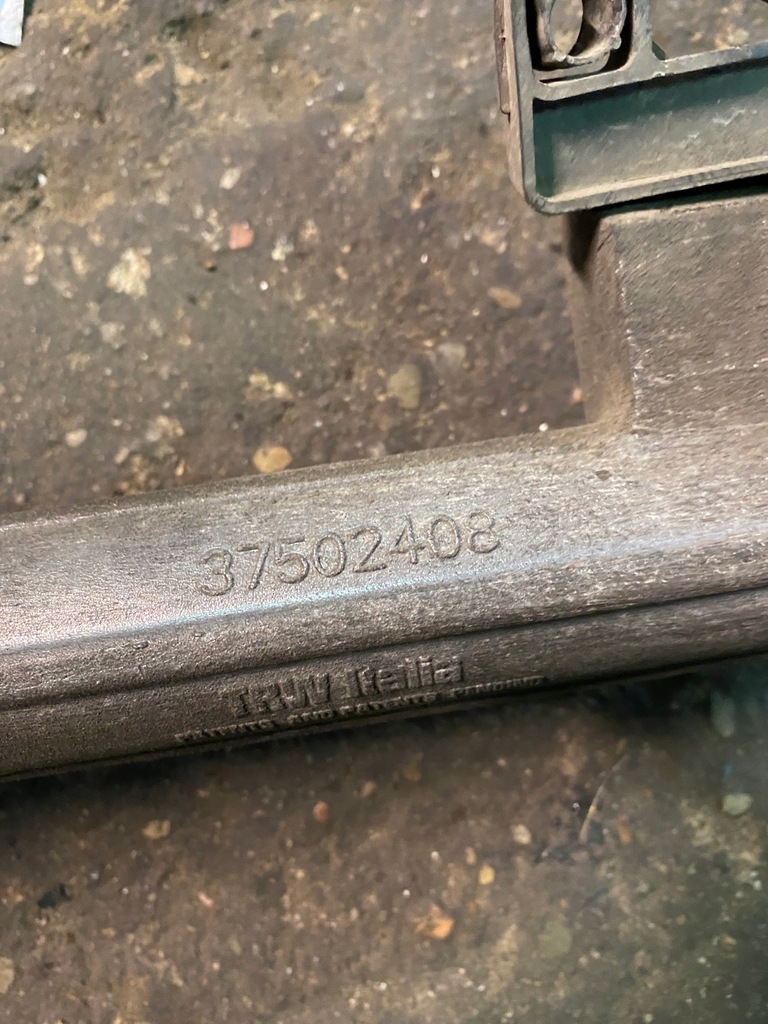 37502408
TRW Italia
PATENTS AND PATENTS PENDING